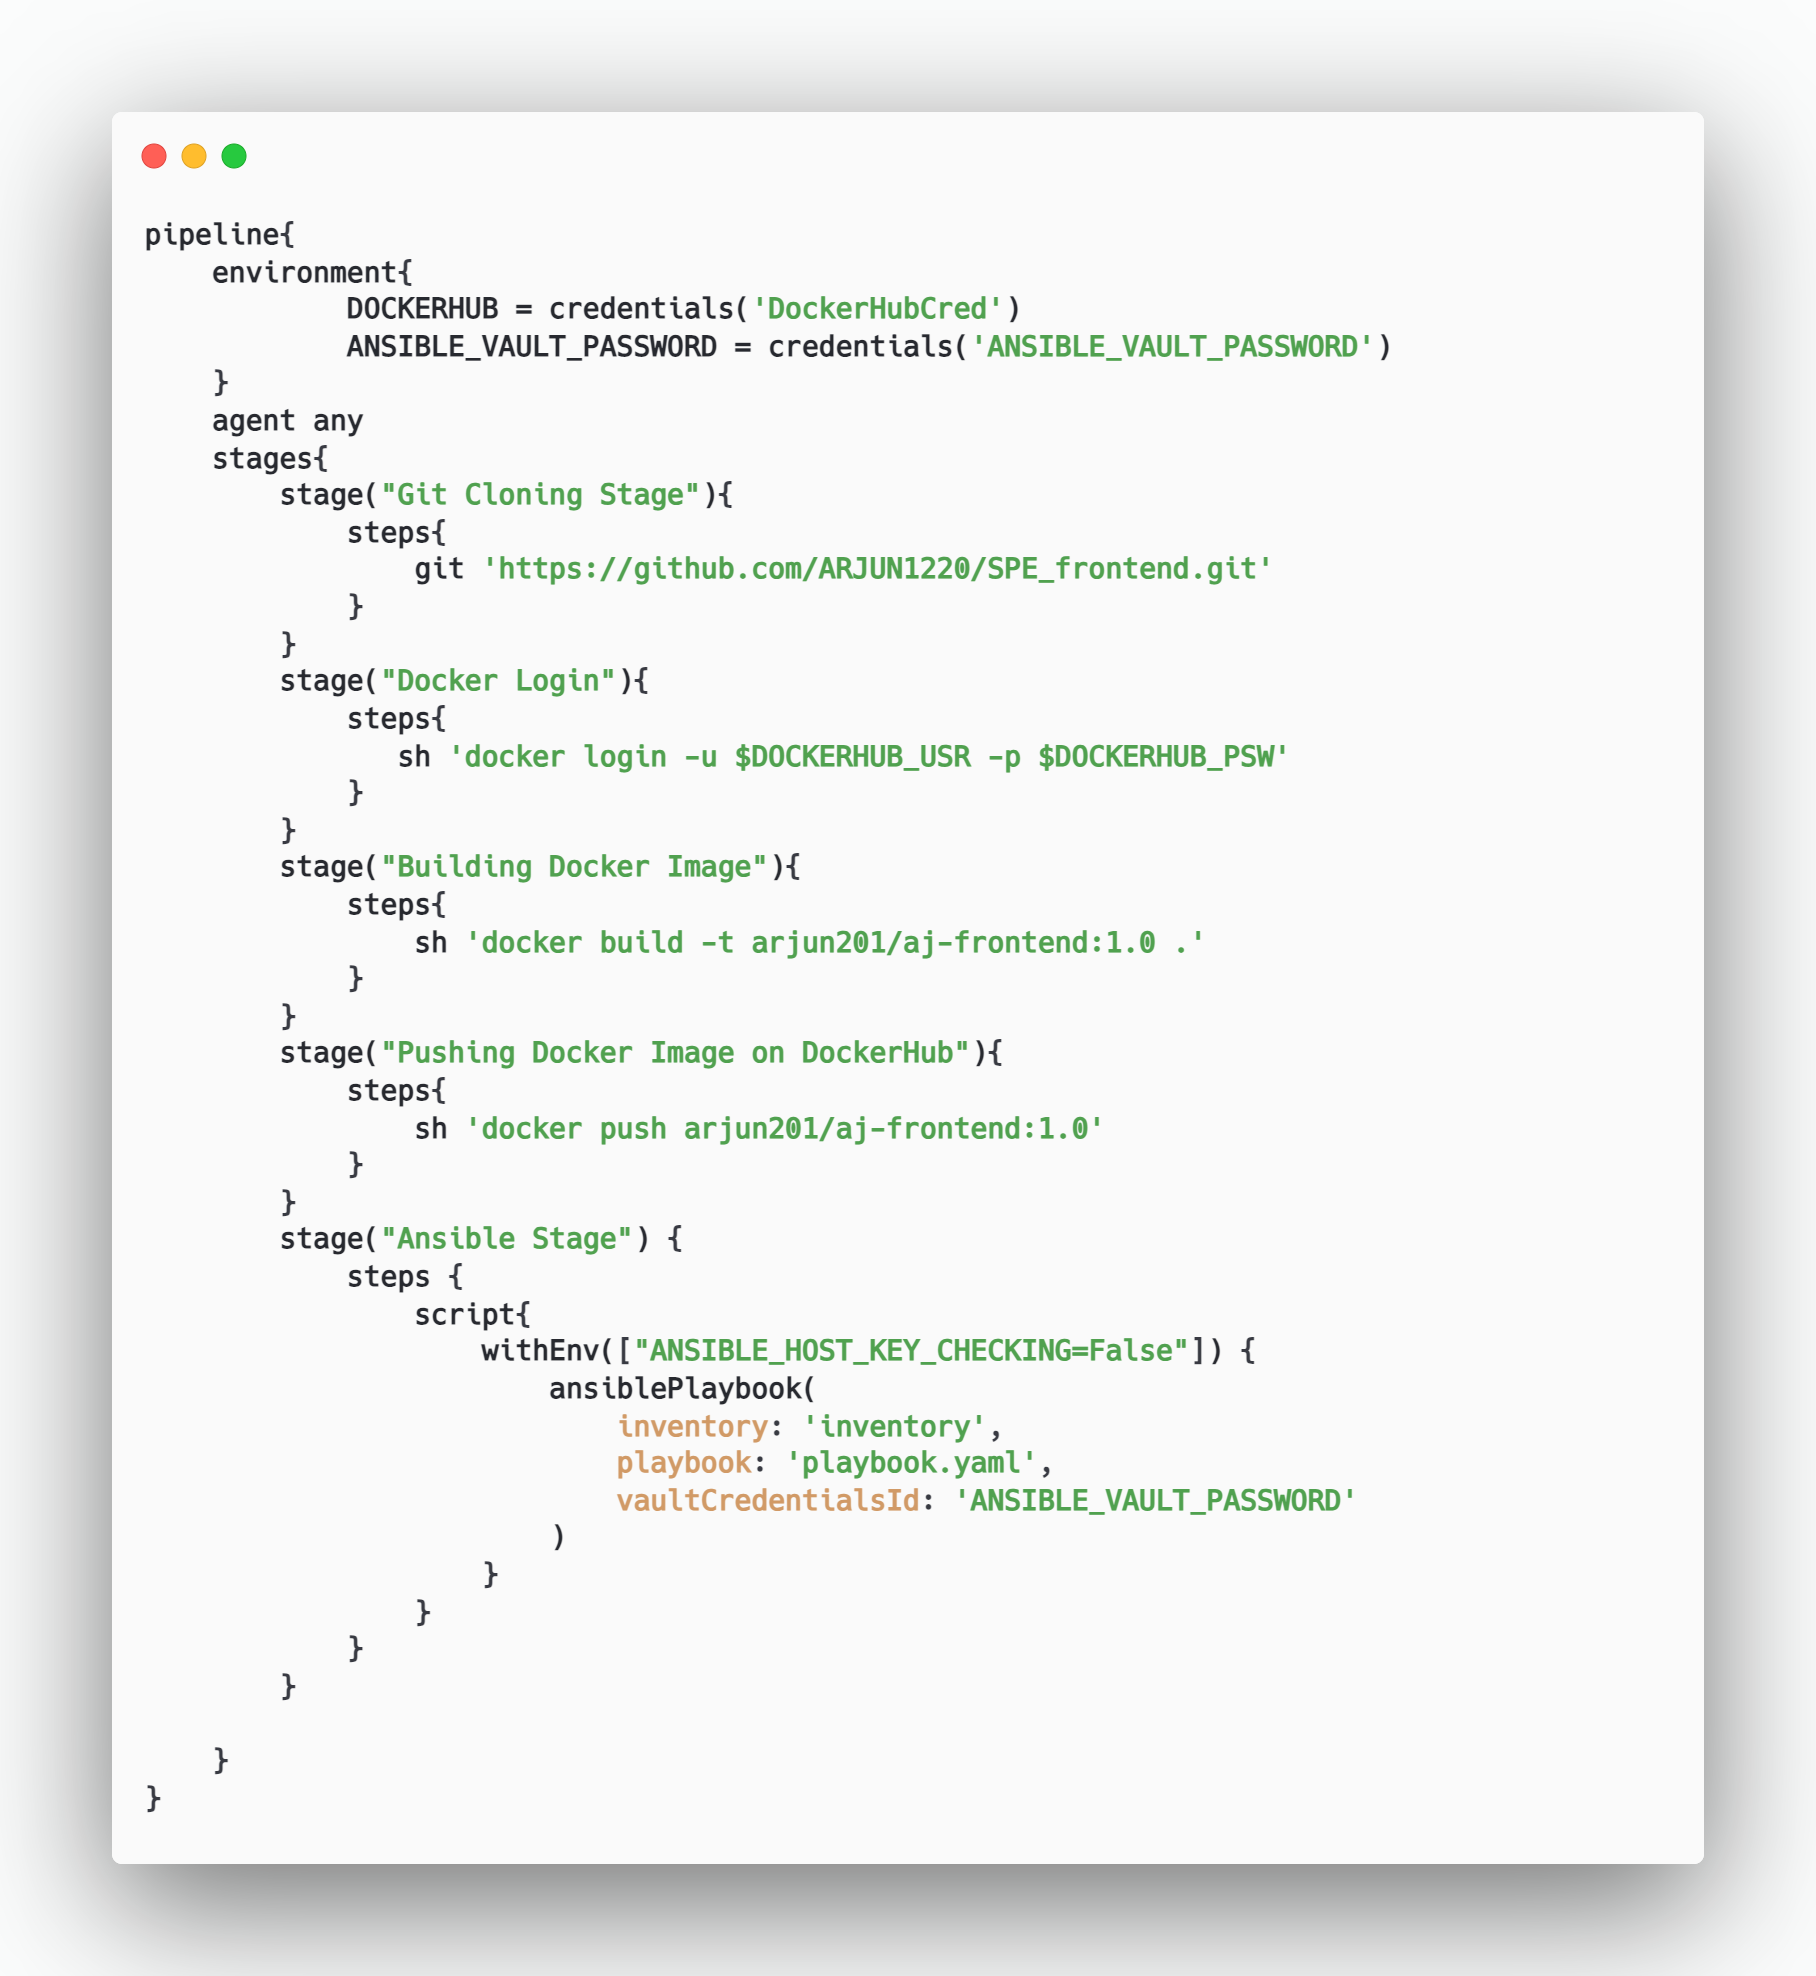 pipeline{
    environment{
            DOCKERHUB = credentials('DockerHubCred')
            ANSIBLE_VAULT_PASSWORD = credentials('ANSIBLE_VAULT_PASSWORD')
    }
    agent any
    stages{
        stage("Git Cloning Stage"){
            steps{
                git 'https://github.com/ARJUN1220/SPE_frontend.git'
            }
        }
        stage("Docker Login"){
            steps{
               sh 'docker login -u $DOCKERHUB_USR -p $DOCKERHUB_PSW'
            }
        }
        stage("Building Docker Image"){
            steps{
                sh 'docker build -t arjun201/aj-frontend:1.0 .'
            }
        }
        stage("Pushing Docker Image on DockerHub"){
            steps{
                sh 'docker push arjun201/aj-frontend:1.0'
            }
        }
        stage("Ansible Stage") {
            steps {
                script{
                    withEnv(["ANSIBLE_HOST_KEY_CHECKING=False"]) {
                        ansiblePlaybook(
                            inventory: 'inventory',
                            playbook: 'playbook.yaml',
                            vaultCredentialsId: 'ANSIBLE_VAULT_PASSWORD'
                        )
                    }
                }
            }
        }

    }
}